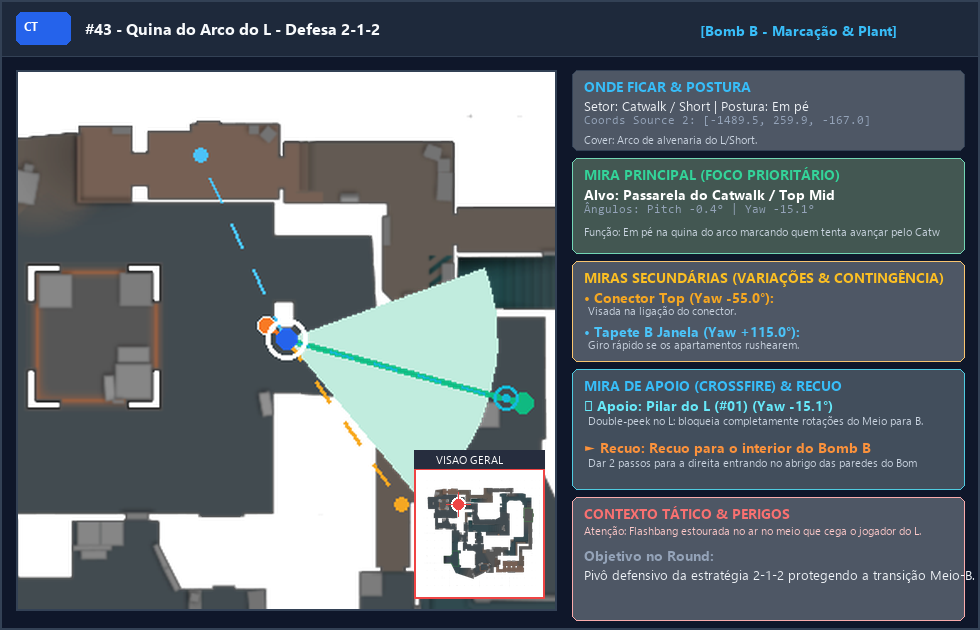 CT
#43 - Quina do Arco do L - Defesa 2-1-2
[Bomb B - Marcação & Plant]
VISAO GERAL
ONDE FICAR & POSTURA
Setor: Catwalk / Short | Postura: Em pé
Coords Source 2: [-1489.5, 259.9, -167.0]
Cover: Arco de alvenaria do L/Short.
MIRA PRINCIPAL (FOCO PRIORITÁRIO)
Alvo: Passarela do Catwalk / Top Mid
Ângulos: Pitch -0.4° | Yaw -15.1°
Função: Em pé na quina do arco marcando quem tenta avançar pelo Catw
MIRAS SECUNDÁRIAS (VARIAÇÕES & CONTINGÊNCIA)
• Conector Top (Yaw -55.0°):
Visada na ligação do conector.
• Tapete B Janela (Yaw +115.0°):
Giro rápido se os apartamentos rushearem.
MIRA DE APOIO (CROSSFIRE) & RECUO
Apoio: Pilar do L (#01) (Yaw -15.1°)
Double-peek no L: bloqueia completamente rotações do Meio para B.
► Recuo: Recuo para o interior do Bomb B
Dar 2 passos para a direita entrando no abrigo das paredes do Bom
CONTEXTO TÁTICO & PERIGOS
Atenção: Flashbang estourada no ar no meio que cega o jogador do L.
Objetivo no Round:
Pivô defensivo da estratégia 2-1-2 protegendo a transição Meio-B.